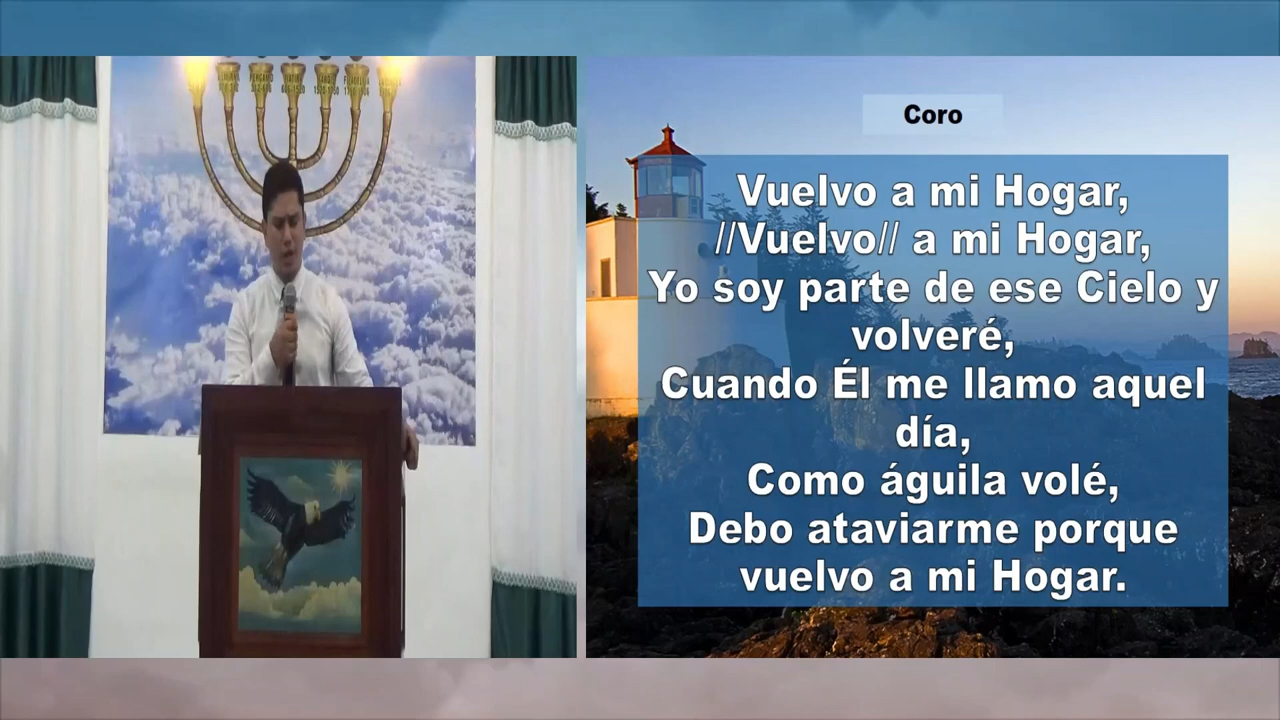 PERGAMO
Coro
Vuelvo a mi Hogar,
//Vuelvo// a mi Hogar,
Yo soy parte de ese Cielo y
volveré,
Cuando Él me llamo aquel
día,
Como águila volé,
Debo ataviarme porque
vuelvo a mi Hogar.